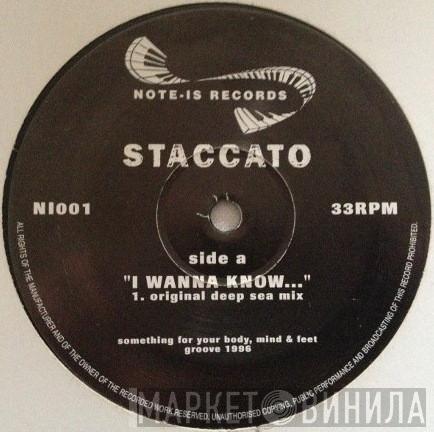 NOTE-IS RECORDS
STACCATO
NI001
33RPM
side a
"I WANNA KNOW..."
1. original deep sea mix
something for your body, mind & feet
groove 1996
ALL RIGHTS OF THE MANUFACTURER AND OF THE OWNER OF THE RECORDED WORK RESERVED. UNAUTHORISED COPYING, PUBLIC PERFORMANCE AND BROADCASTING OF THIS RECORD PROHIBITED.
МАРКЕТ ВИНИЛА